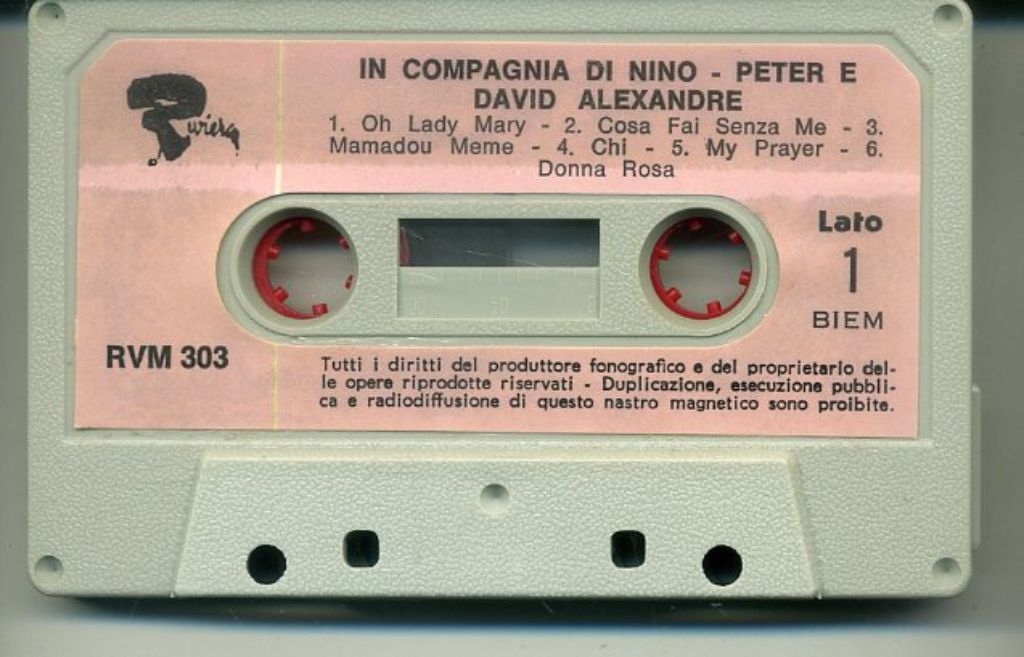 Riviera
IN COMPAGNIA DI NINO - PETER E
DAVID ALEXANDRE
1. Oh Lady Mary - 2. Cosa Fai Senza Me - 3.
Mamadou Meme - 4. Chi - 5. My Prayer - 6.
Donna Rosa
Lato
1
BIEM
RVM 303
Tutti i diritti del produttore fonografico e del proprietario del-
le opere riprodotte riservati - Duplicazione, esecuzione pubbli-
ca e radiodiffusione di questo nastro magnetico sono proibite.
100 50